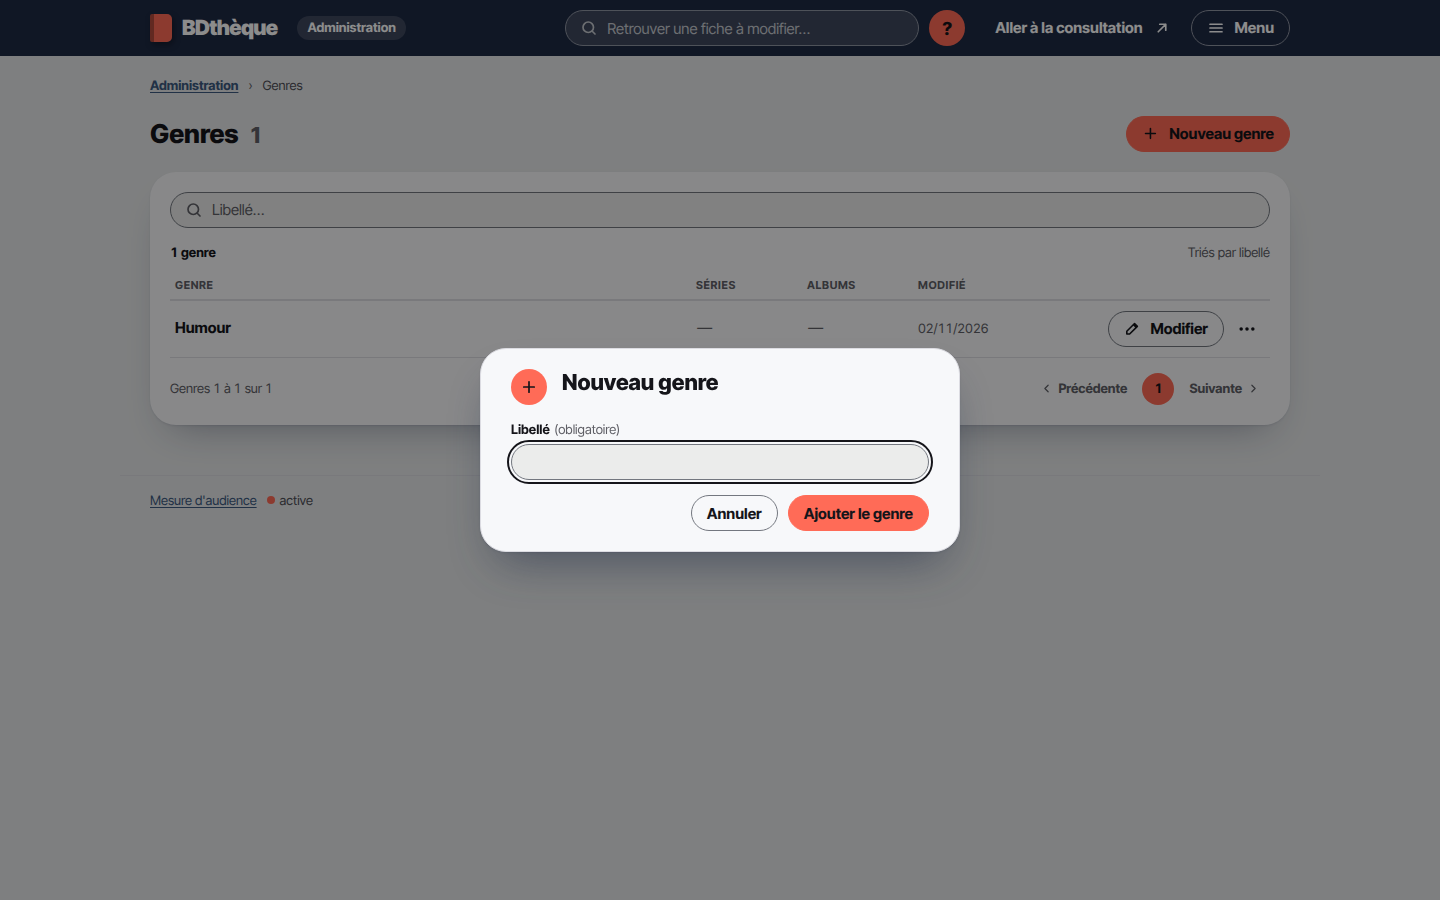 BDthèque Administration Retrouver une fiche à modifier... ? Aller à la consultation Menu
Administration › Genres
Genres 1
Nouveau genre
Libellé...
1 genre Triés par libellé
GENRE SÉRIES ALBUMS MODIFIÉ
Humour — — 02/11/2026 Modifier
Genres 1 à 1 sur 1 Précédente 1 Suivante
Nouveau genre
Libellé (obligatoire)
Annuler Ajouter le genre
Mesure d'audience active